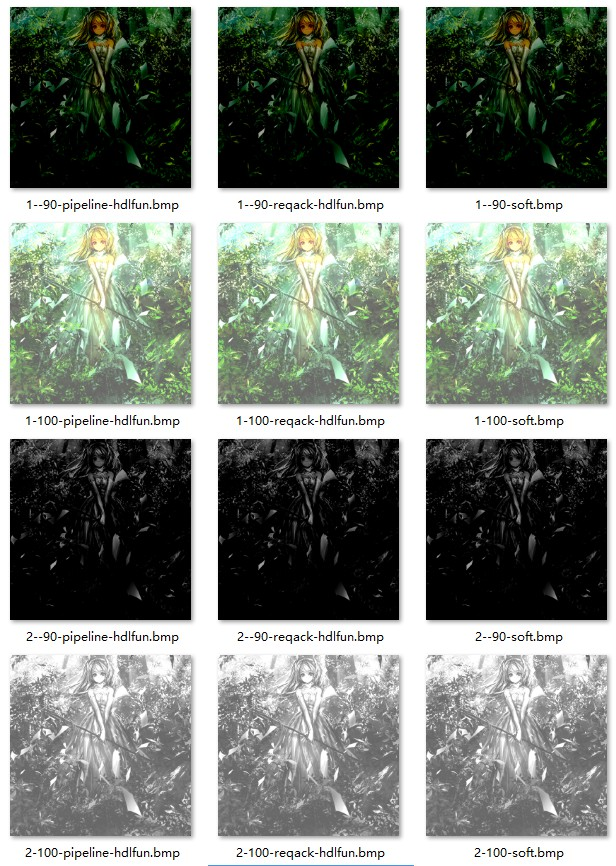 1--90-pipeline-hdlfun.bmp
1--90-reqack-hdlfun.bmp
1--90-soft.bmp
1-100-pipeline-hdlfun.bmp
1-100-reqack-hdlfun.bmp
1-100-soft.bmp
2--90-pipeline-hdlfun.bmp
2--90-reqack-hdlfun.bmp
2--90-soft.bmp
2-100-pipeline-hdlfun.bmp
2-100-reqack-hdlfun.bmp
2-100-soft.bmp